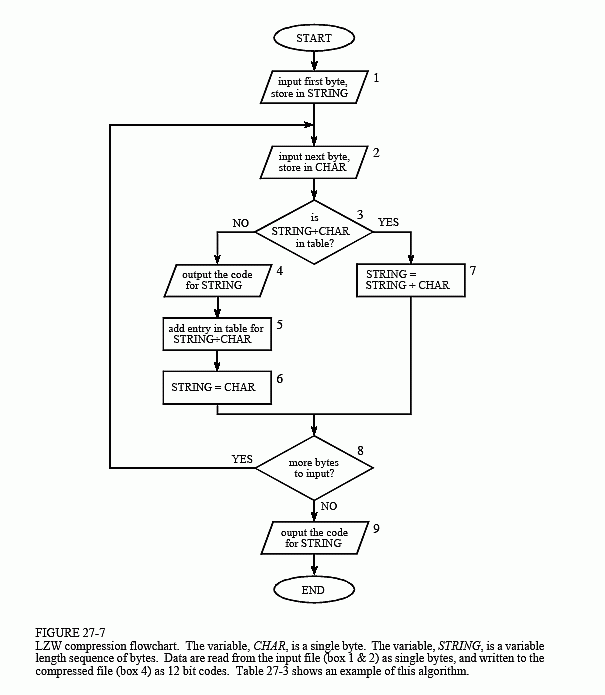 START
1
input first byte,
store in STRING
2
input next byte,
store in CHAR
3
is
STRING+CHAR
in table?
NO
YES
4
output the code
for STRING
7
STRING =
STRING + CHAR
5
add entry in table for
STRING+CHAR
6
STRING = CHAR
8
more bytes
to input?
YES
NO
9
ouput the code
for STRING
END
FIGURE 27-7
LZW compression flowchart. The variable, CHAR, is a single byte. The variable, STRING, is a variable
length sequence of bytes. Data are read from the input file (box 1 & 2) as single bytes, and written to the
compressed file (box 4) as 12 bit codes. Table 27-3 shows an example of this algorithm.